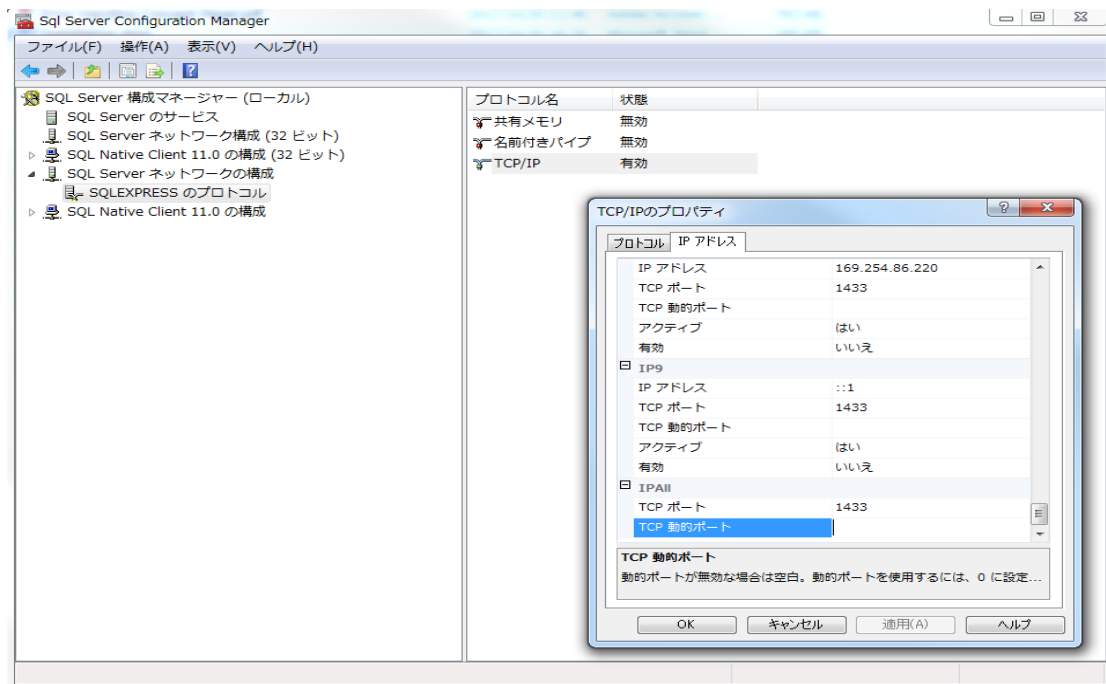 Sql Server Configuration Manager
ファイル(F) 操作(A) 表示(V) ヘルプ(H)
SQL Server 構成マネージャー (ローカル)
SQL Server のサービス
SQL Server ネットワーク構成 (32 ビット)
SQL Native Client 11.0 の構成 (32 ビット)
SQL Server ネットワークの構成
SQLEXPRESS のプロトコル
SQL Native Client 11.0 の構成
プロトコル名 状態
共有メモリ 無効
名前付きパイプ 無効
TCP/IP 有効
TCP/IPのプロパティ
プロトコル IP アドレス
IP アドレス 169.254.86.220
TCP ポート 1433
TCP 動的ポート
アクティブ はい
有効 いいえ
IP9
IP アドレス ::1
TCP ポート 1433
TCP 動的ポート
アクティブ はい
有効 いいえ
IPAll
TCP ポート 1433
TCP 動的ポート
TCP 動的ポート
動的ポートが無効な場合は空白。動的ポートを使用するには、0 に設定...
OK キャンセル 適用(A) ヘルプ